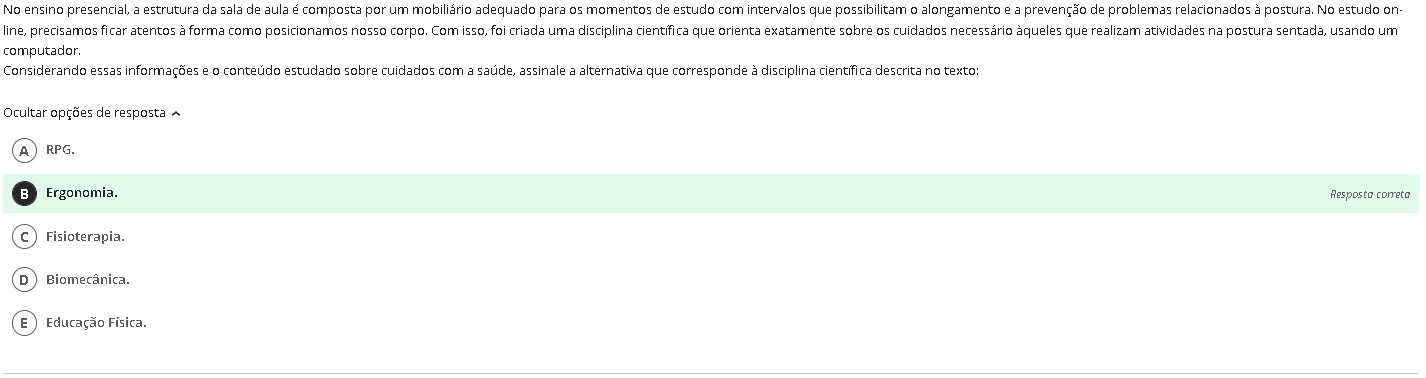 No ensino presencial, a estrutura da sala de aula é composta por um mobiliário adequado para os momentos de estudo com intervalos que possibilitam o alongamento e a prevenção de problemas relacionados à postura. No estudo on-
line, precisamos ficar atentos à forma como posicionamos nosso corpo. Com isso, foi criada uma disciplina científica que orienta exatamente sobre os cuidados necessário àqueles que realizam atividades na postura sentada, usando um
computador.
Considerando essas informações e o conteúdo estudado sobre cuidados com a saúde, assinale a alternativa que corresponde à disciplina científica descrita no texto:
Ocultar opções de resposta
A RPG.
B Ergonomia. Resposta correta
C Fisioterapia.
D Biomecânica.
E Educação Física.